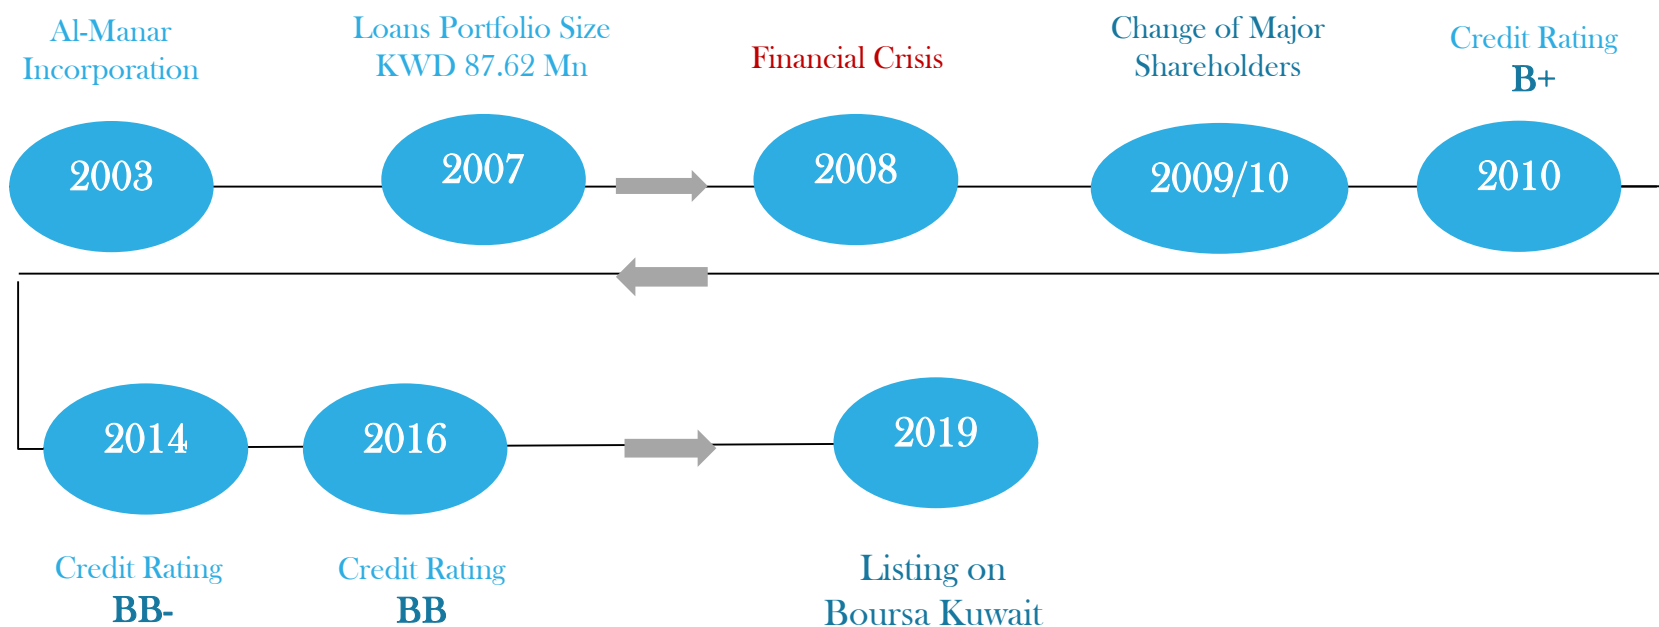 Al-Manar
Incorporation
Loans Portfolio Size
KWD 87.62 Mn
Financial Crisis
Change of Major
Shareholders
Credit Rating
B+
2003
2007
2008
2009/10
2010
2014
2016
2019
Credit Rating
BB-
Credit Rating
BB
Listing on
Boursa Kuwait